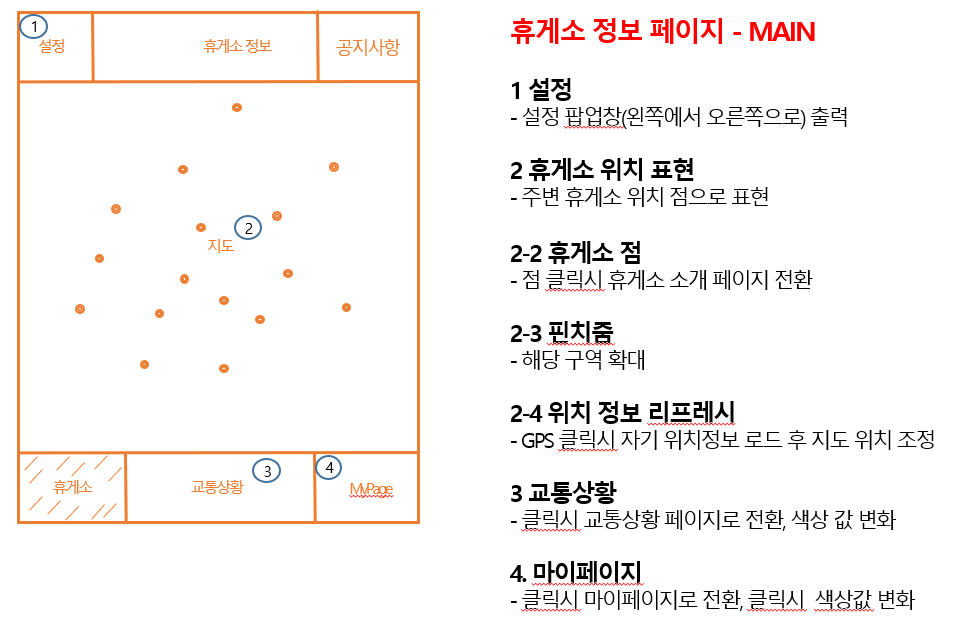 1
설정
휴게소 정보
공지사항
2
지도
휴게소
교통상황
3
4
MyPage
휴게소 정보 페이지 - MAIN
1 설정
- 설정 팝업창(왼쪽에서 오른쪽으로) 출력
2 휴게소 위치 표현
- 주변 휴게소 위치 점으로 표현
2-2 휴게소 점
- 점 클릭시 휴게소 소개 페이지 전환
2-3 핀치줌
- 해당 구역 확대
2-4 위치 정보 리프레시
- GPS 클릭시 자기 위치정보 로드 후 지도 위치 조정
3 교통상황
- 클릭시 교통상황 페이지로 전환, 색상 값 변화
4. 마이페이지
- 클릭시 마이페이지로 전환, 클릭시 색상값 변화